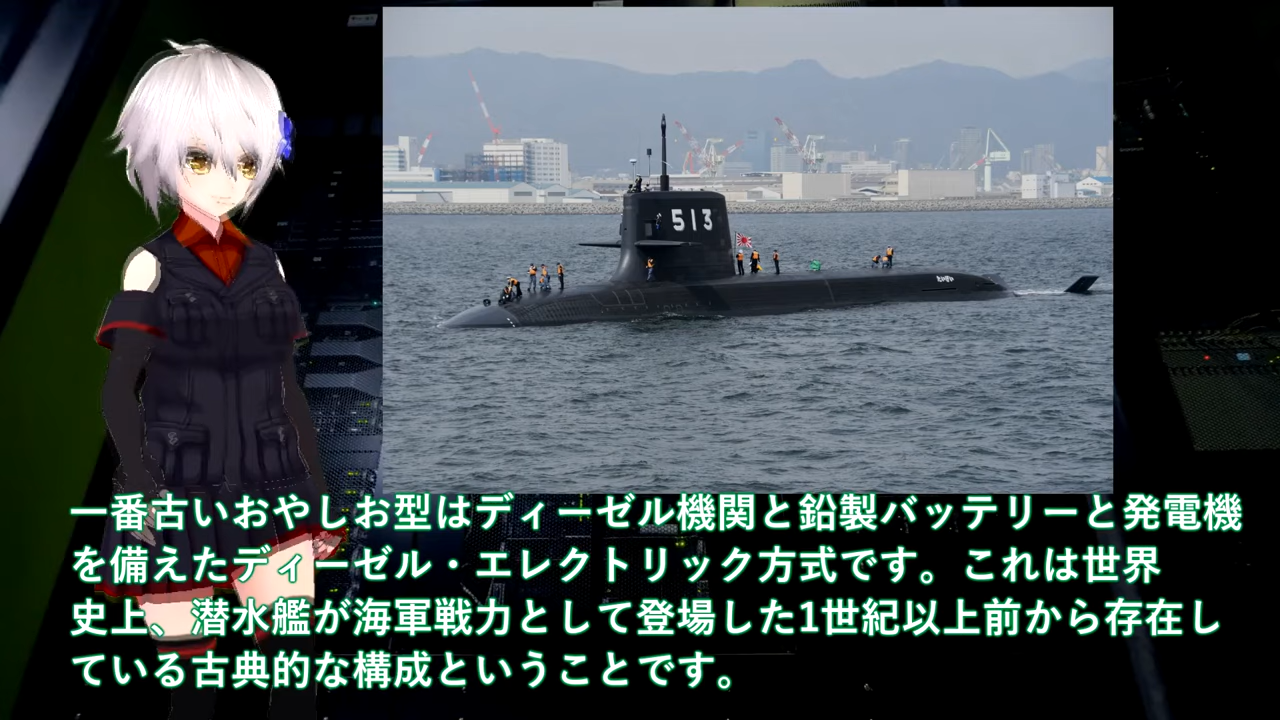 513
一番古いおやしお型はディーゼル機関と鉛製バッテリーと発電機
を備えたディーゼル・エレクトリック方式です。これは世界
史上、潜水艦が海軍戦力として登場した1世紀以上前から存在し
ている古典的な構成ということです。